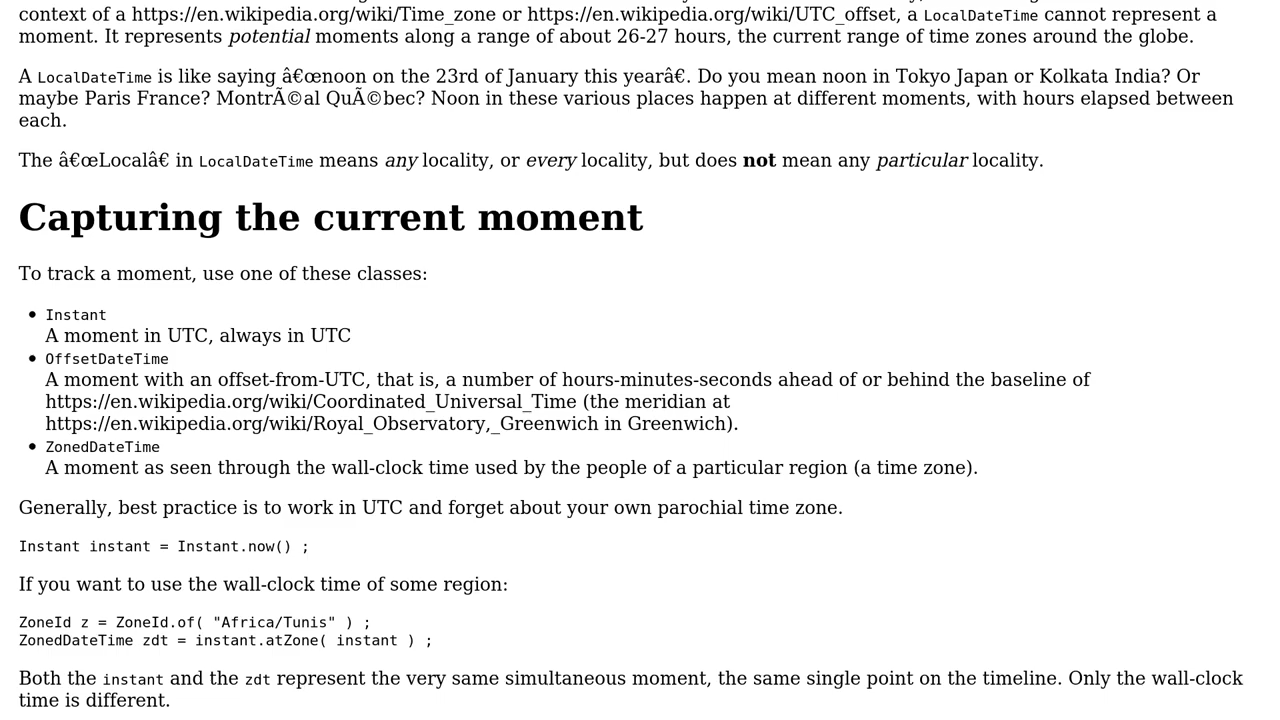 context of a https://en.wikipedia.org/wiki/Time_zone or https://en.wikipedia.org/wiki/UTC_offset, a LocalDateTime cannot represent a
moment. It represents potential moments along a range of about 26-27 hours, the current range of time zones around the globe.
A LocalDateTime is like saying â€œnoon on the 23rd of January this yearâ€. Do you mean noon in Tokyo Japan or Kolkata India? Or
maybe Paris France? MontrÃ©al QuÃ©bec? Noon in these various places happen at different moments, with hours elapsed between
each.
The â€œLocalâ€ in LocalDateTime means any locality, or every locality, but does not mean any particular locality.
Capturing the current moment
To track a moment, use one of these classes:
• Instant
A moment in UTC, always in UTC
• OffsetDateTime
A moment with an offset-from-UTC, that is, a number of hours-minutes-seconds ahead of or behind the baseline of
https://en.wikipedia.org/wiki/Coordinated_Universal_Time (the meridian at
https://en.wikipedia.org/wiki/Royal_Observatory,_Greenwich in Greenwich).
• ZonedDateTime
A moment as seen through the wall-clock time used by the people of a particular region (a time zone).
Generally, best practice is to work in UTC and forget about your own parochial time zone.
Instant instant = Instant.now() ;
If you want to use the wall-clock time of some region:
ZoneId z = ZoneId.of( "Africa/Tunis" ) ;
ZonedDateTime zdt = instant.atZone( instant ) ;
Both the instant and the zdt represent the very same simultaneous moment, the same single point on the timeline. Only the wall-clock
time is different.